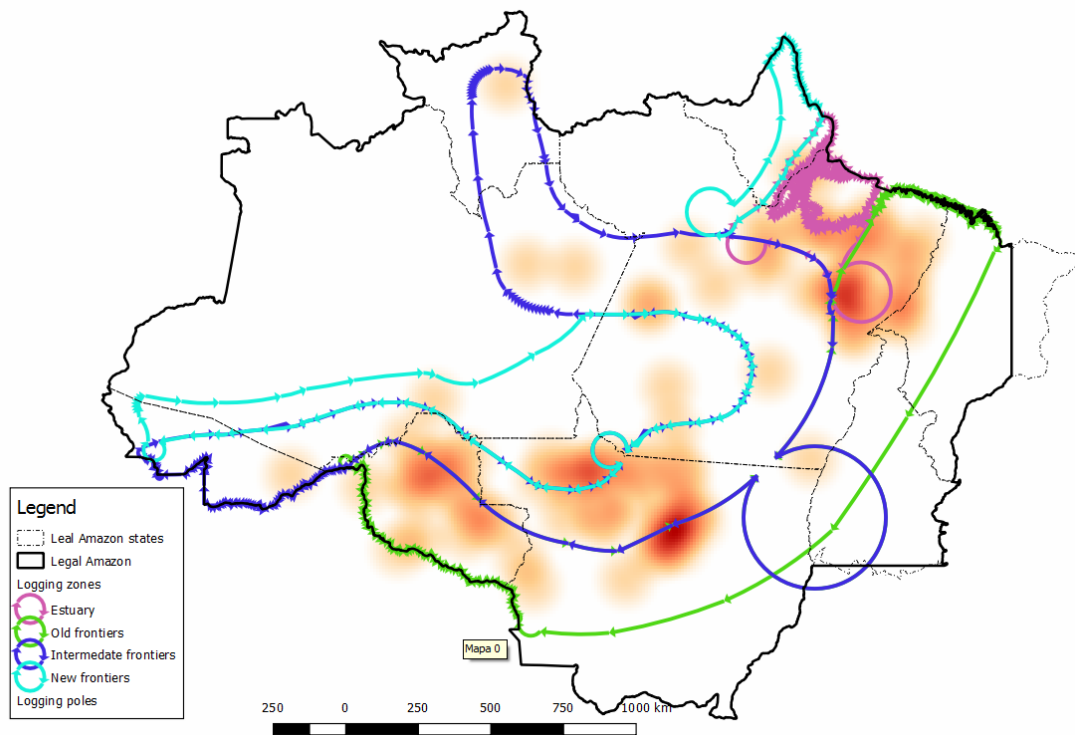 Legend
Leal Amazon states
Legal Amazon
Logging zones
Estuary
Old frontiers
Intermedate frontiers
New frontiers
Logging poles
Mapa 0
250 0 250 500 750 1000 km